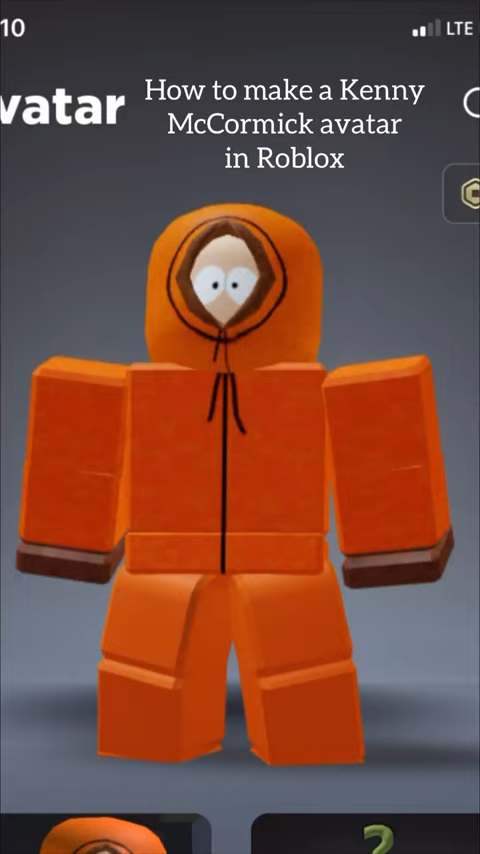 10
LTE
vatar
How to make a Kenny
McCormick avatar
in Roblox